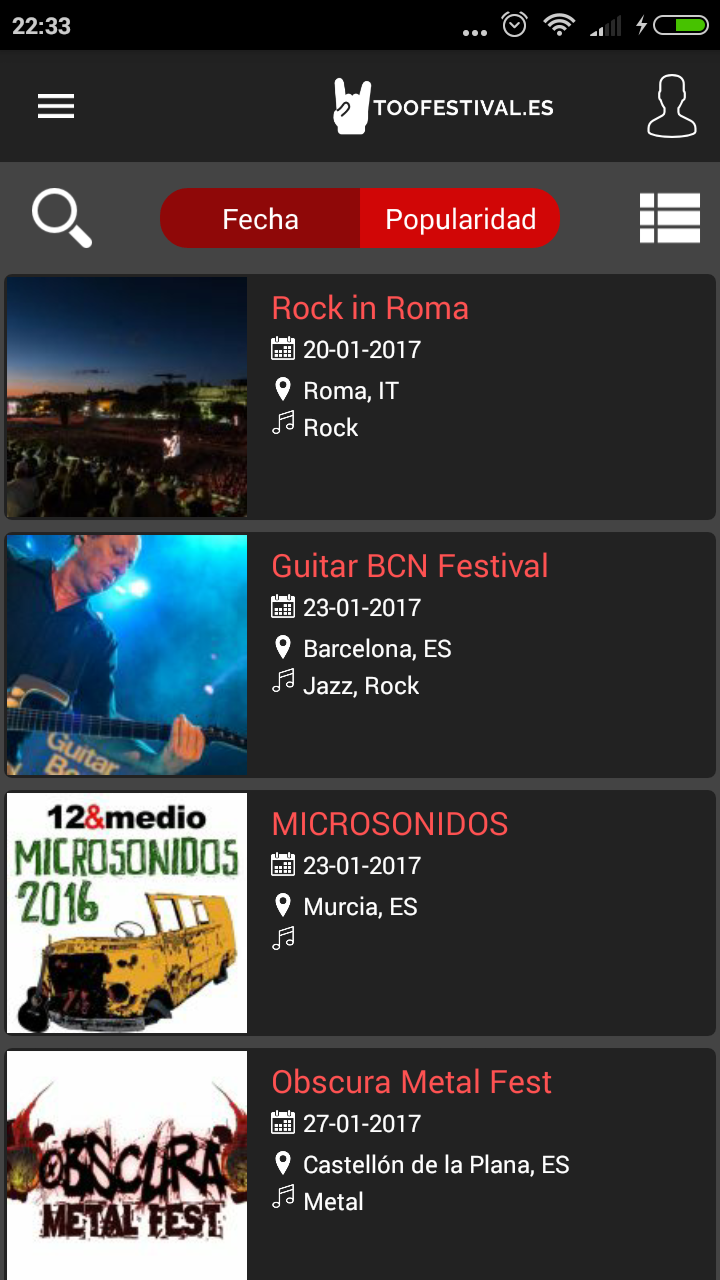 22:33
TOOFESTIVAL.ES
Fecha
Popularidad
Rock in Roma
20-01-2017
Roma, IT
Rock
Guitar BCN Festival
23-01-2017
Barcelona, ES
Jazz, Rock
Guitar
12&medio
MICROSONIDOS
2016
MICROSONIDOS
23-01-2017
Murcia, ES
OBSCURA
METAL FEST
Obscura Metal Fest
27-01-2017
Castellón de la Plana, ES
Metal